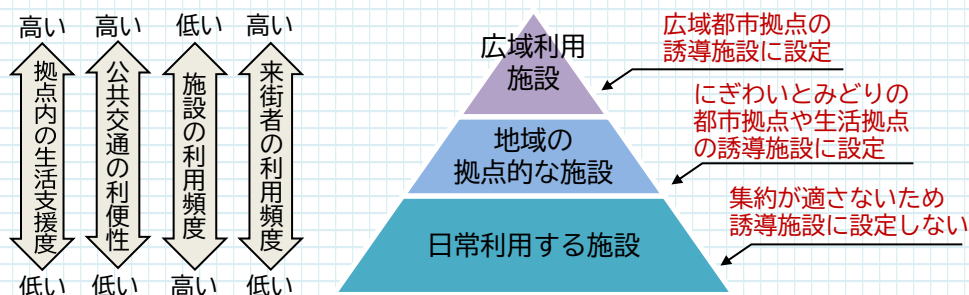 高い
高い
低い
高い
拠点内の生活支援度
公共交通の利便性
施設の利用頻度
来街者の利用頻度
低い
低い
高い
低い
広域利用
施設
地域の
拠点的な施設
日常利用する施設
広域都市拠点の
誘導施設に設定
にぎわいとみどりの
都市拠点や生活拠点
の誘導施設に設定
集約が適さないため
誘導施設に設定しない